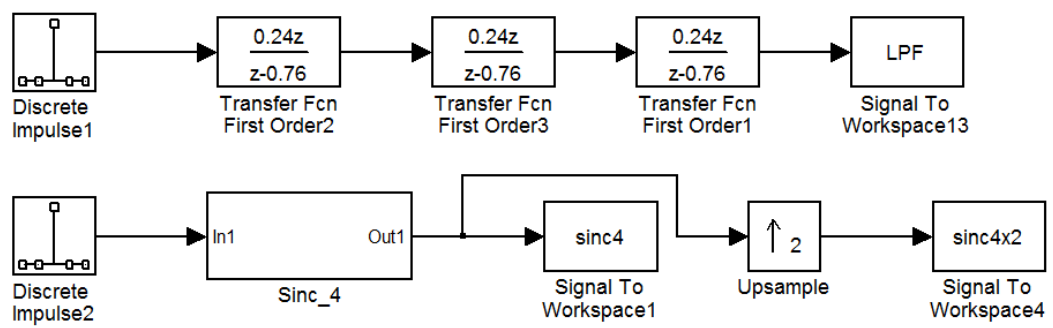 0.24z
z-0.76
0.24z
z-0.76
0.24z
z-0.76
LPF
Discrete
Impulse1
Transfer Fcn
First Order2
Transfer Fcn
First Order3
Transfer Fcn
First Order1
Signal To
Workspace13
In1
Out1
sinc4
2
sinc4x2
Discrete
Impulse2
Sinc_4
Signal To
Workspace1
Upsample
Signal To
Workspace4